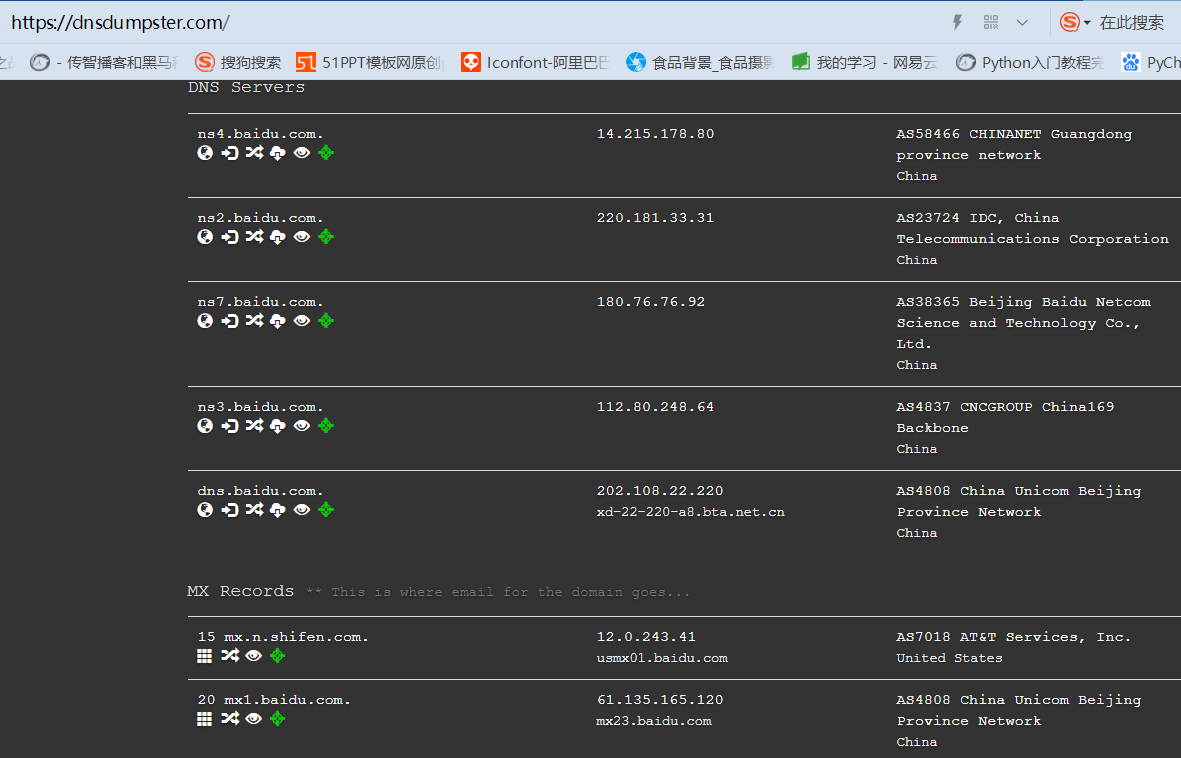 https://dnsdumpster.com/
在此搜索
- 传智播客和黑马
搜狗搜索
51PPT模板网原创
Iconfont-阿里巴巴
食品背景_食品摄影
我的学习 - 网易云
Python入门教程完
PyCh
DNS Servers
ns4.baidu.com.
14.215.178.80
AS58466 CHINANET Guangdong
province network
China
ns2.baidu.com.
220.181.33.31
AS23724 IDC, China
Telecommunications Corporation
China
ns7.baidu.com.
180.76.76.92
AS38365 Beijing Baidu Netcom
Science and Technology Co.,
Ltd.
China
ns3.baidu.com.
112.80.248.64
AS4837 CNCGROUP China169
Backbone
China
dns.baidu.com.
202.108.22.220
xd-22-220-a8.bta.net.cn
AS4808 China Unicom Beijing
Province Network
China
MX Records ** This is where email for the domain goes...
15 mx.n.shifen.com.
12.0.243.41
usmx01.baidu.com
AS7018 AT&T Services, Inc.
United States
20 mx1.baidu.com.
61.135.165.120
mx23.baidu.com
AS4808 China Unicom Beijing
Province Network
China